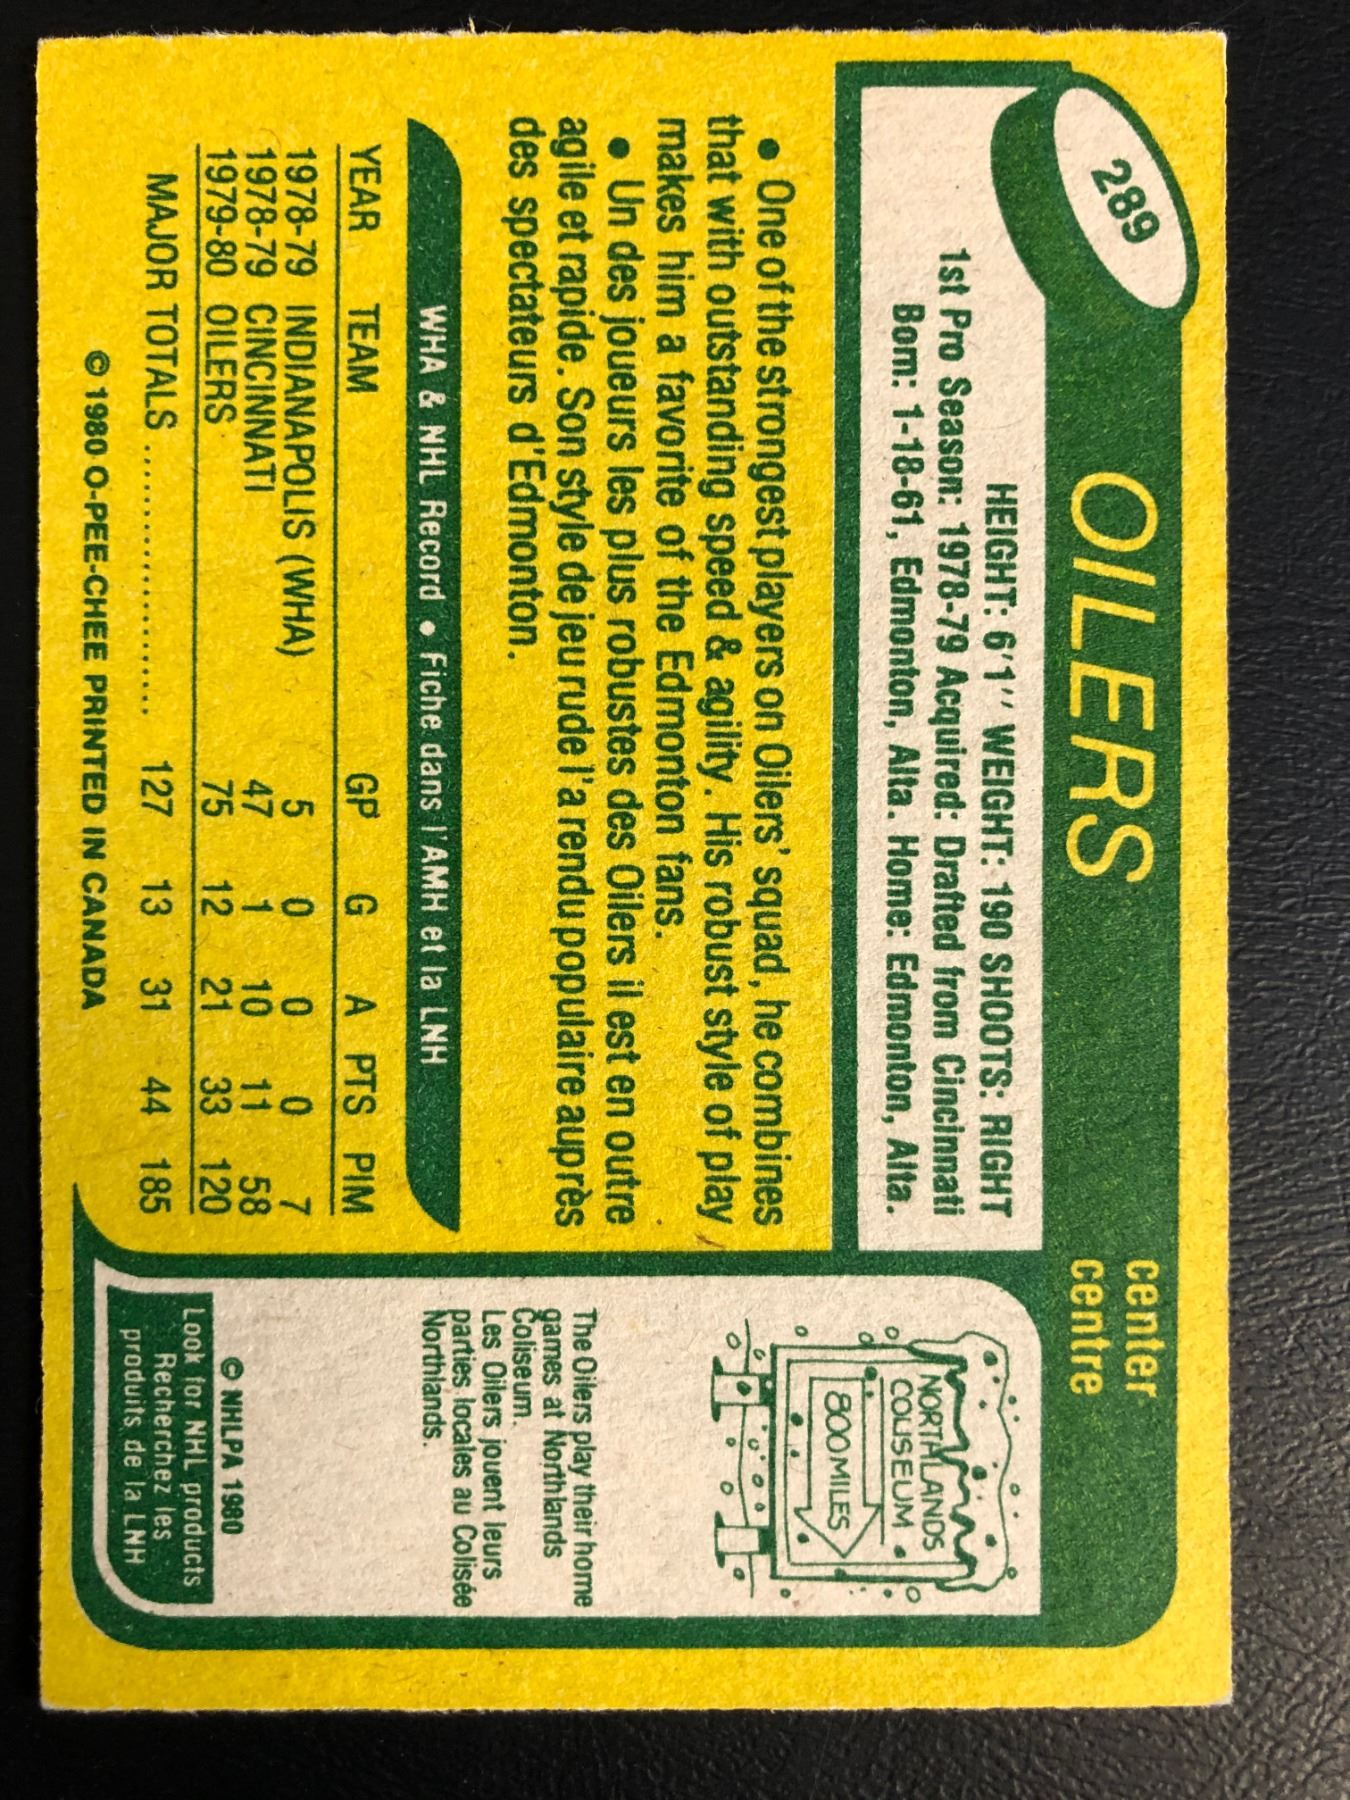 289
OILERS
center
centre
HEIGHT: 6'1" WEIGHT: 190 SHOOTS: RIGHT
1st Pro Season: 1978-79 Acquired: Drafted from Cincinnati
Born: 1-18-61, Edmonton, Alta. Home: Edmonton, Alta.
• One of the strongest players on Oilers' squad, he combines
that with outstanding speed & agility. His robust style of play
makes him a favorite of the Edmonton fans.
• Un des joueurs les plus robustes des Oilers il est en outre
agile et rapide. Son style de jeu rude l'a rendu populaire auprès
des spectateurs d'Edmonton.
WHA & NHL Record • Fiche dans l'AMH et la LNH
YEAR TEAM GP G A PTS PIM
1978-79 INDIANAPOLIS (WHA) 5 0 0 0 7
1978-79 CINCINNATI 47 1 10 11 58
1979-80 OILERS 75 12 21 33 120
MAJOR TOTALS .................... 127 13 31 44 185
© 1980 O-PEE-CHEE PRINTED IN CANADA
NORTHLANDS
COLISEUM
800 MILES
The Oilers play their home
games at Northlands
Coliseum.
Les Oilers jouent leurs
parties locales au Colisée
Northlands.
© NHLPA 1980
Look for NHL products
Recherchez les
produits de la LNH